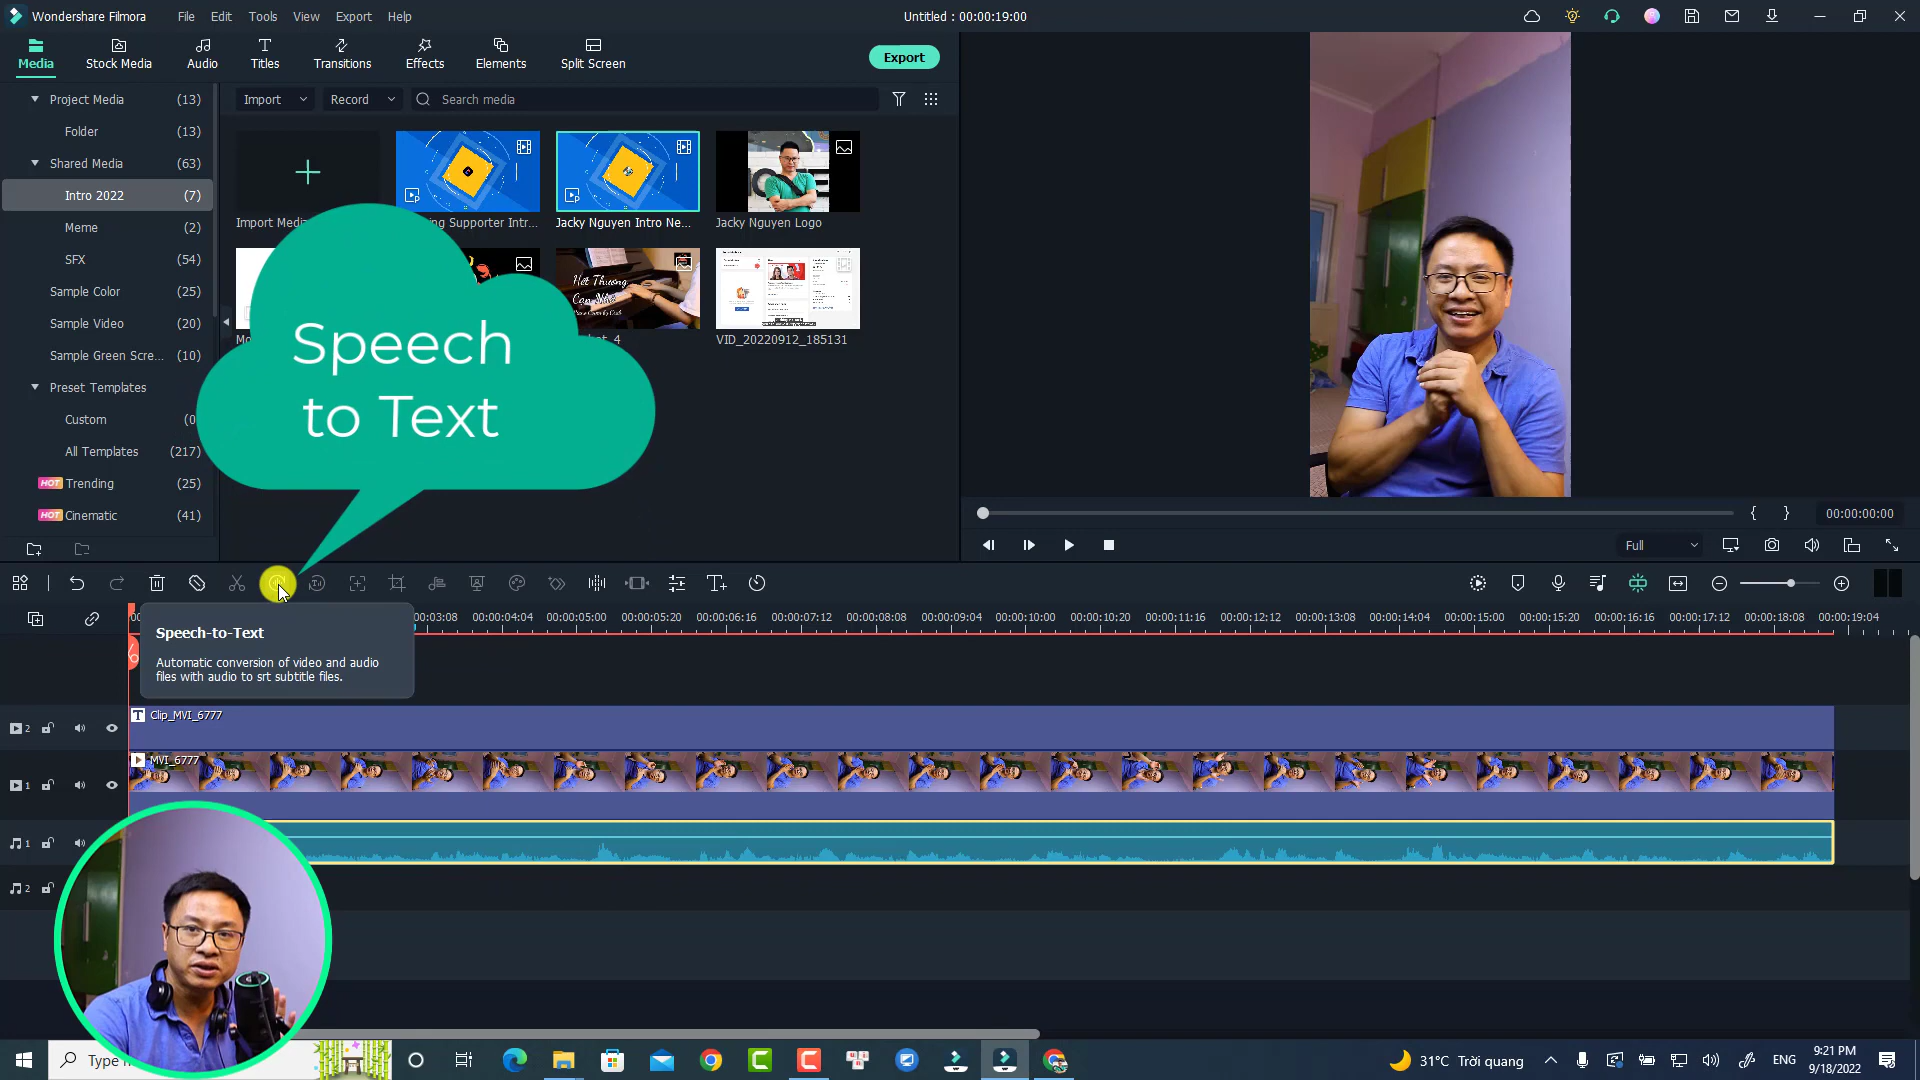 Wondershare Filmora File Edit Tools View Export Help
Untitled : 00:00:19:00
Media Stock Media Audio Titles Transitions Effects Elements Split Screen
Export
Project Media (13)
Folder (13)
Shared Media (63)
Intro 2022 (7)
Meme (2)
SFX (54)
Sample Color (25)
Sample Video (20)
Sample Green Scre... (10)
Preset Templates
Custom
All Templates (217)
HOT Trending (25)
HOT Cinematic (41)
Import Record Search media
Import Medi
ng Supporter Intr...
Jacky Nguyen Intro Ne...
Jacky Nguyen Logo
Hết Thương
VID_20220912_185131
Speech
to Text
00:00:00:00
Full
03:08 00:00:04:04 00:00:05:00 00:00:05:20 00:00:06:16 00:00:07:12 00:00:08:08 00:00:09:04 00:00:10:00 00:00:10:20 00:00:11:16 00:00:12:12 00:00:13:08 00:00:14:04 00:00:15:00 00:00:15:20 00:00:16:16 00:00:17:12 00:00:18:08 00:00:19:04
Speech-to-Text
Automatic conversion of video and audio
files with audio to srt subtitle files.
2 T Clip_MVI_6777
1 MVI_6777
1
2
Type
31°C Trời quang
ENG
9:21 PM
9/18/2022